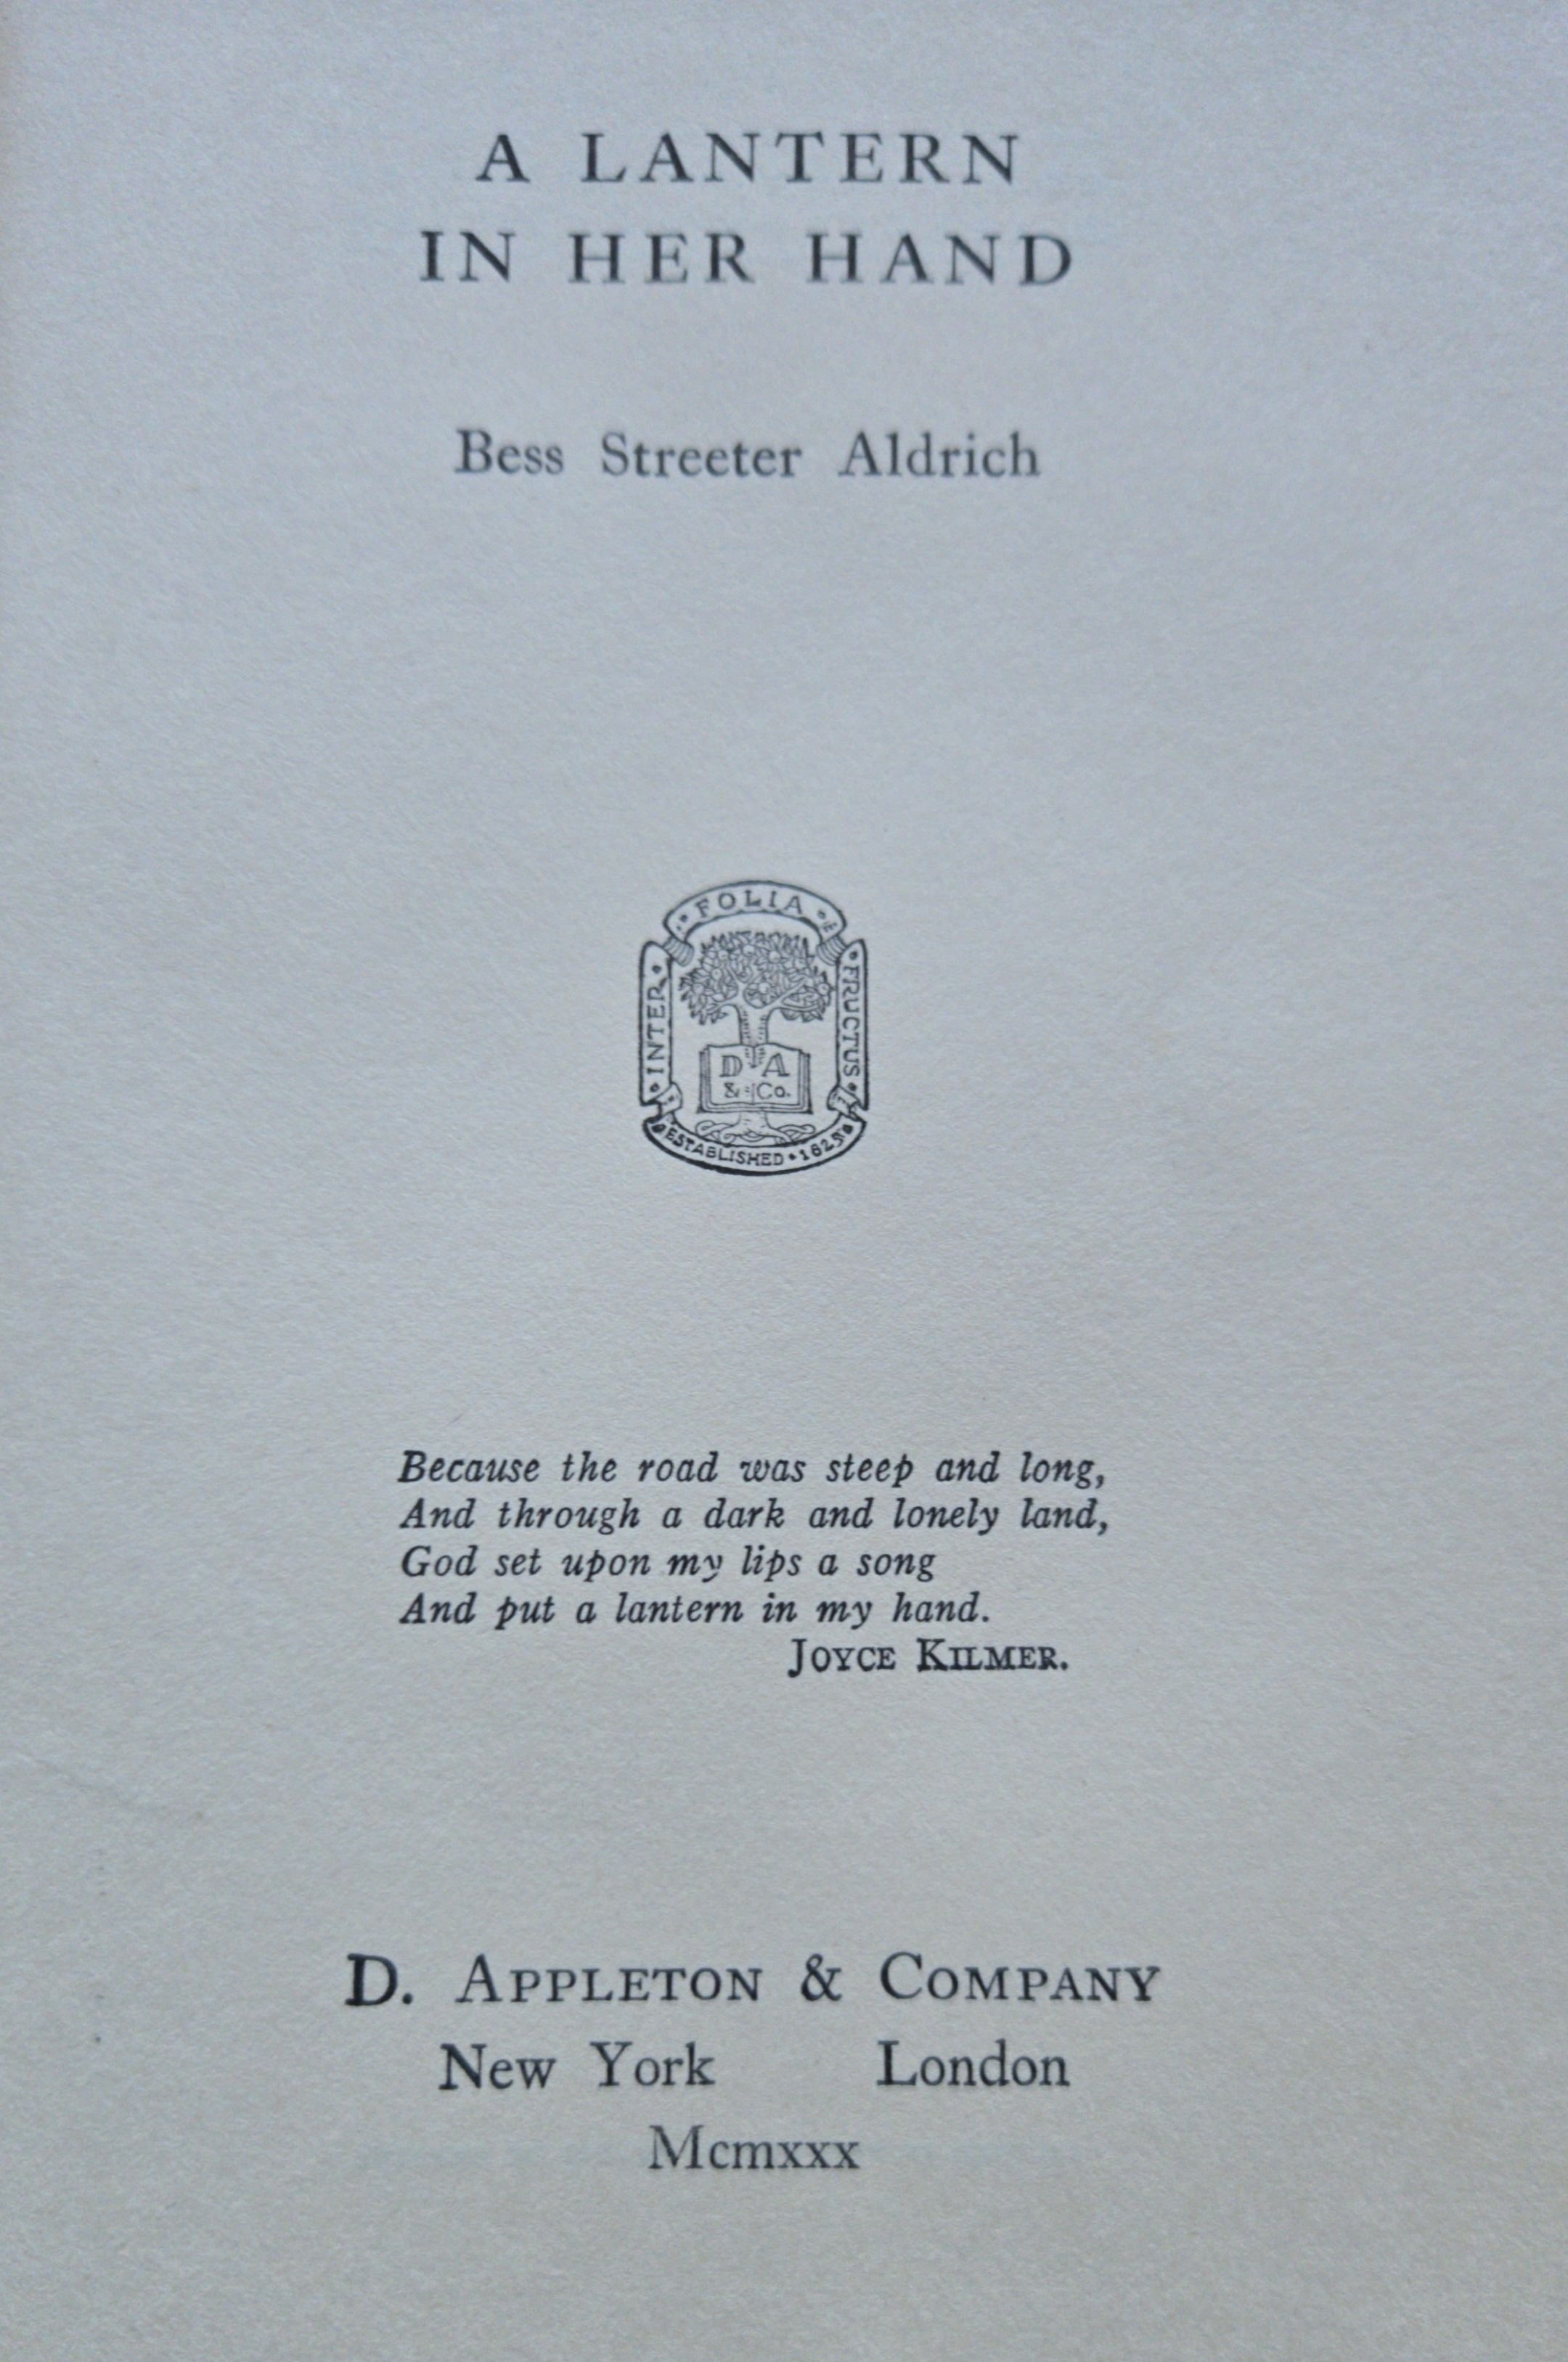 A LANTERN
IN HER HAND
Bess Streeter Aldrich
INTER FOLIA FRUCTUS
D A
& Co.
ESTABLISHED • 1825
Because the road was steep and long,
And through a dark and lonely land,
God set upon my lips a song
And put a lantern in my hand.
JOYCE KILMER.
D. APPLETON & COMPANY
New York London
Mcmxxx